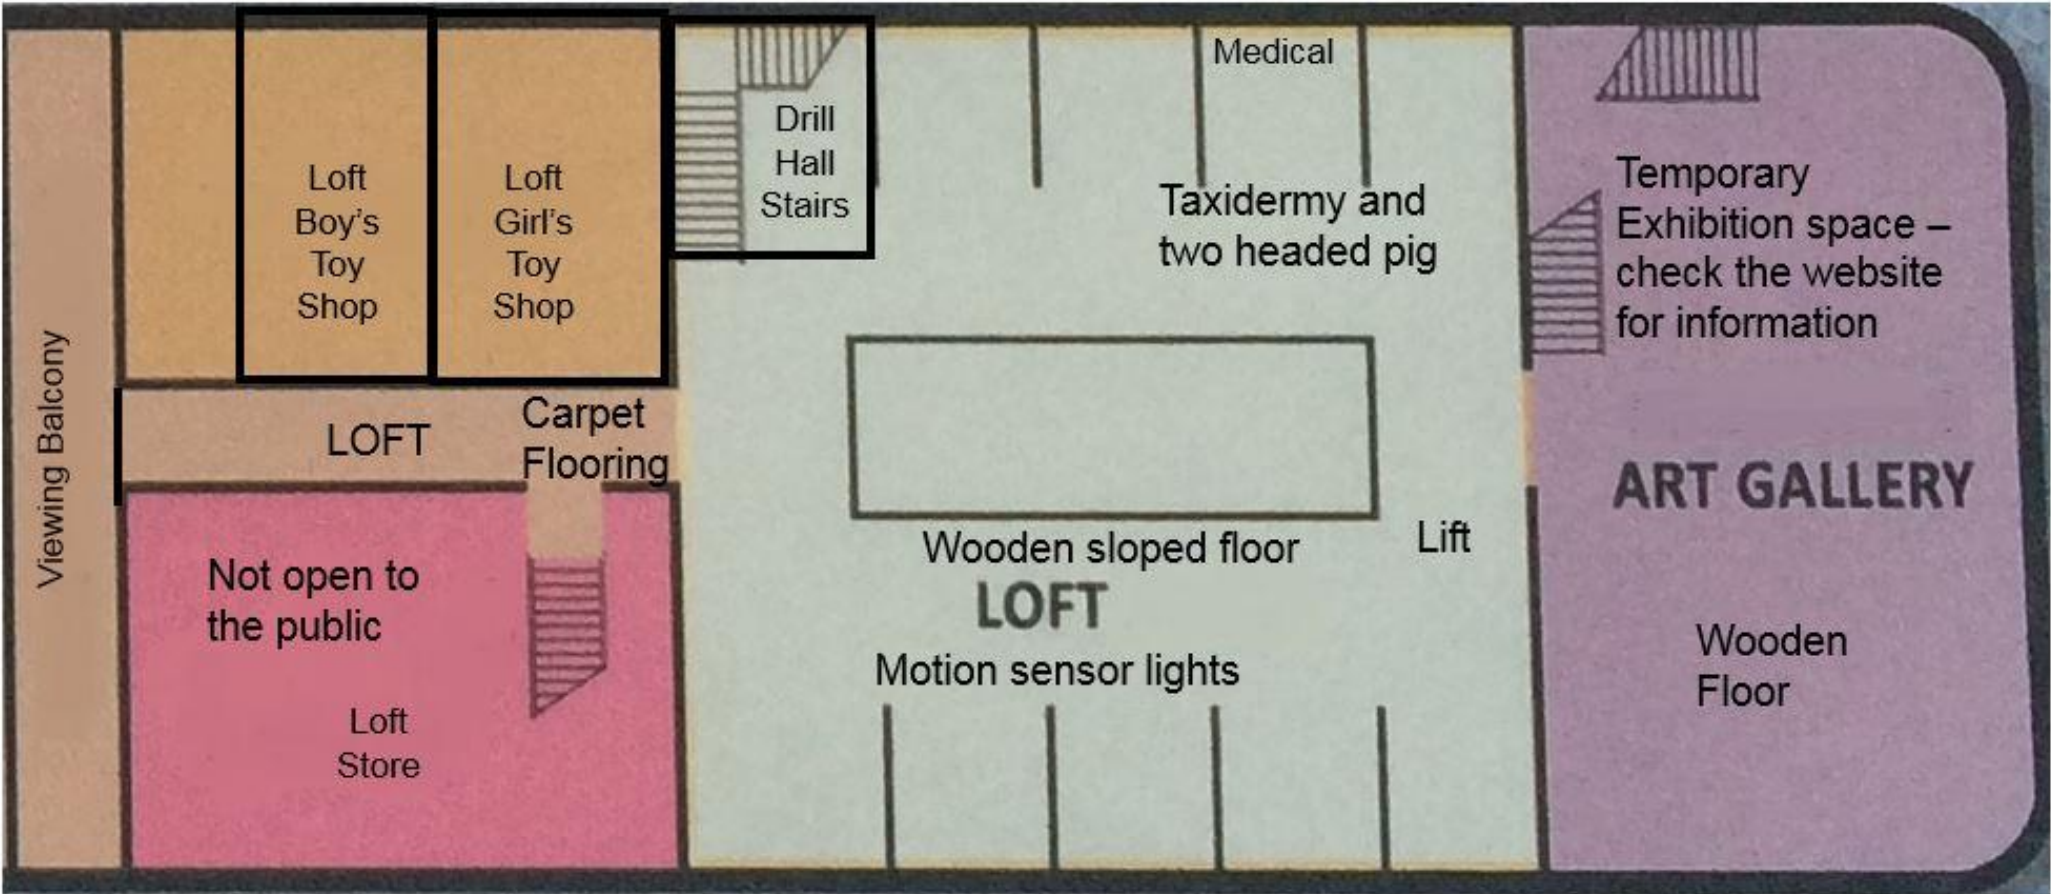 Viewing Balcony
Loft
Boy's
Toy
Shop
Loft
Girl's
Toy
Shop
Drill
Hall
Stairs
Medical
Taxidermy and
two headed pig
Temporary
Exhibition space –
check the website
for information
LOFT
Carpet
Flooring
ART GALLERY
Wooden sloped floor
Lift
LOFT
Motion sensor lights
Not open to
the public
Loft
Store
Wooden
Floor